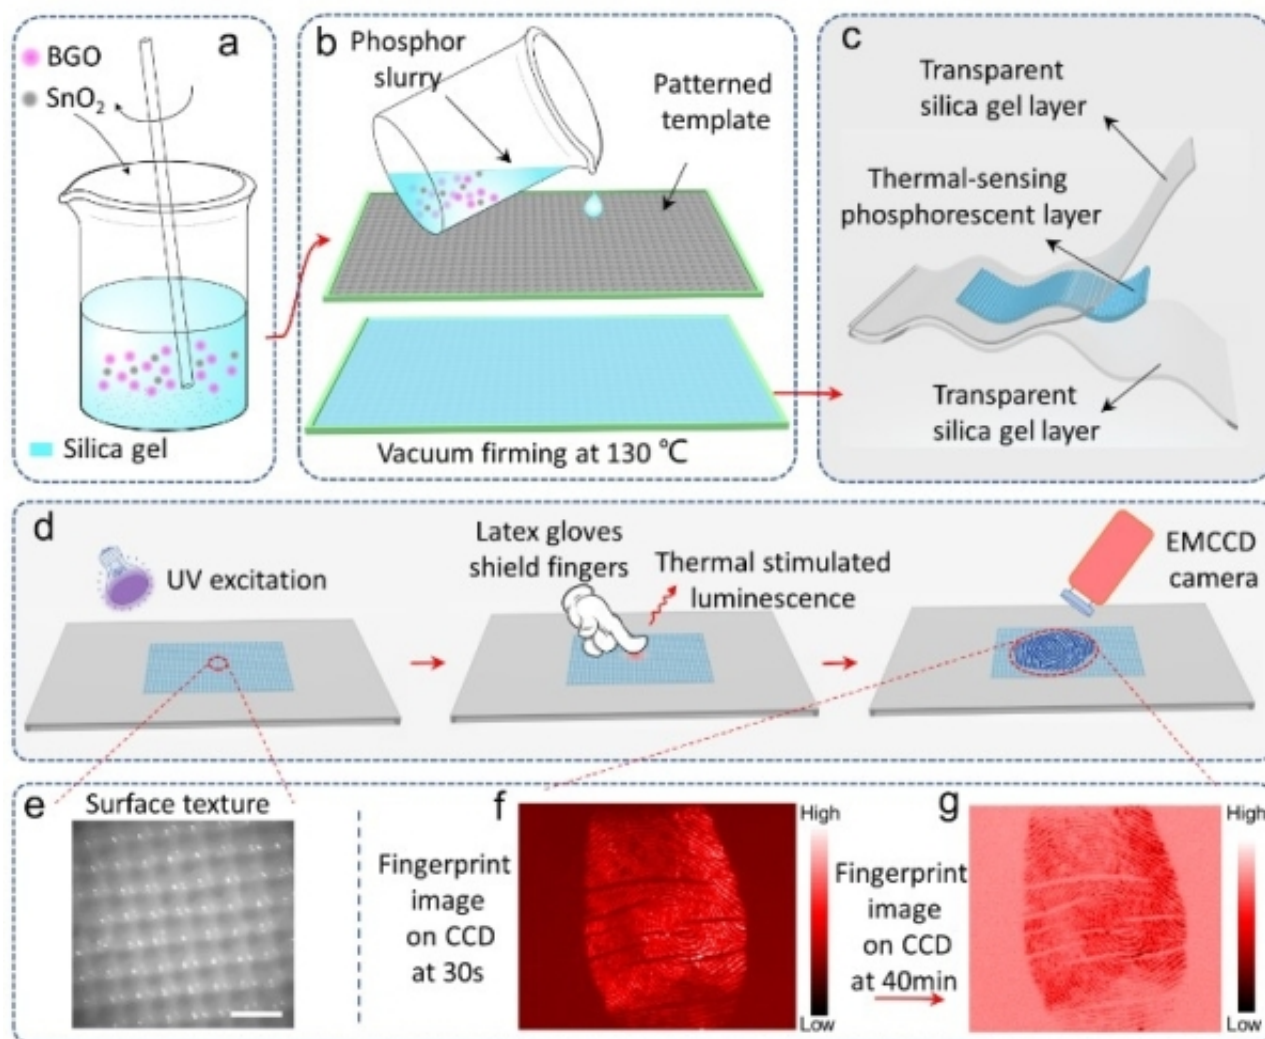 a
BGO
SnO₂
Silica gel
b
Phosphor
slurry
Patterned
template
Vacuum firming at 130 ℃
c
Transparent
silica gel layer
Thermal-sensing
phosphorescent layer
Transparent
silica gel layer
d
UV excitation
Latex gloves
shield fingers
Thermal stimulated
luminescence
EMCCD
camera
e
Surface texture
Fingerprint
image
on CCD
at 30s
f
High
Low
Fingerprint
image
on CCD
at 40min
g
High
Low